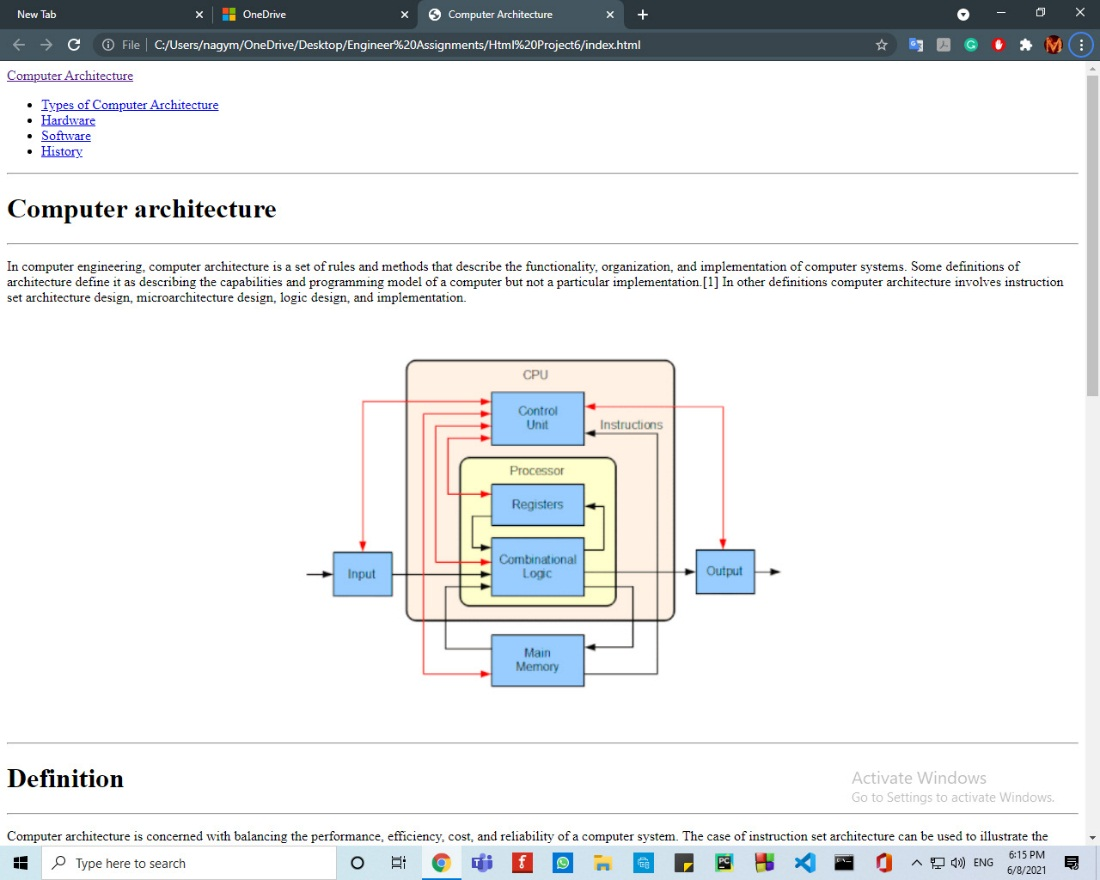 New Tab
OneDrive
Computer Architecture
File
C:/Users/nagym/OneDrive/Desktop/Engineer%20Assignments/Html%20Project6/index.html
Computer Architecture
Types of Computer Architecture
Hardware
Software
History
Computer architecture
In computer engineering, computer architecture is a set of rules and methods that describe the functionality, organization, and implementation of computer systems. Some definitions of
architecture define it as describing the capabilities and programming model of a computer but not a particular implementation.[1] In other definitions computer architecture involves instruction
set architecture design, microarchitecture design, logic design, and implementation.
CPU
Control
Unit
Instructions
Processor
Registers
Combinational
Logic
Input
Output
Main
Memory
Definition
Activate Windows
Go to Settings to activate Windows.
Computer architecture is concerned with balancing the performance, efficiency, cost, and reliability of a computer system. The case of instruction set architecture can be used to illustrate the
Type here to search
ENG
6:15 PM
6/8/2021